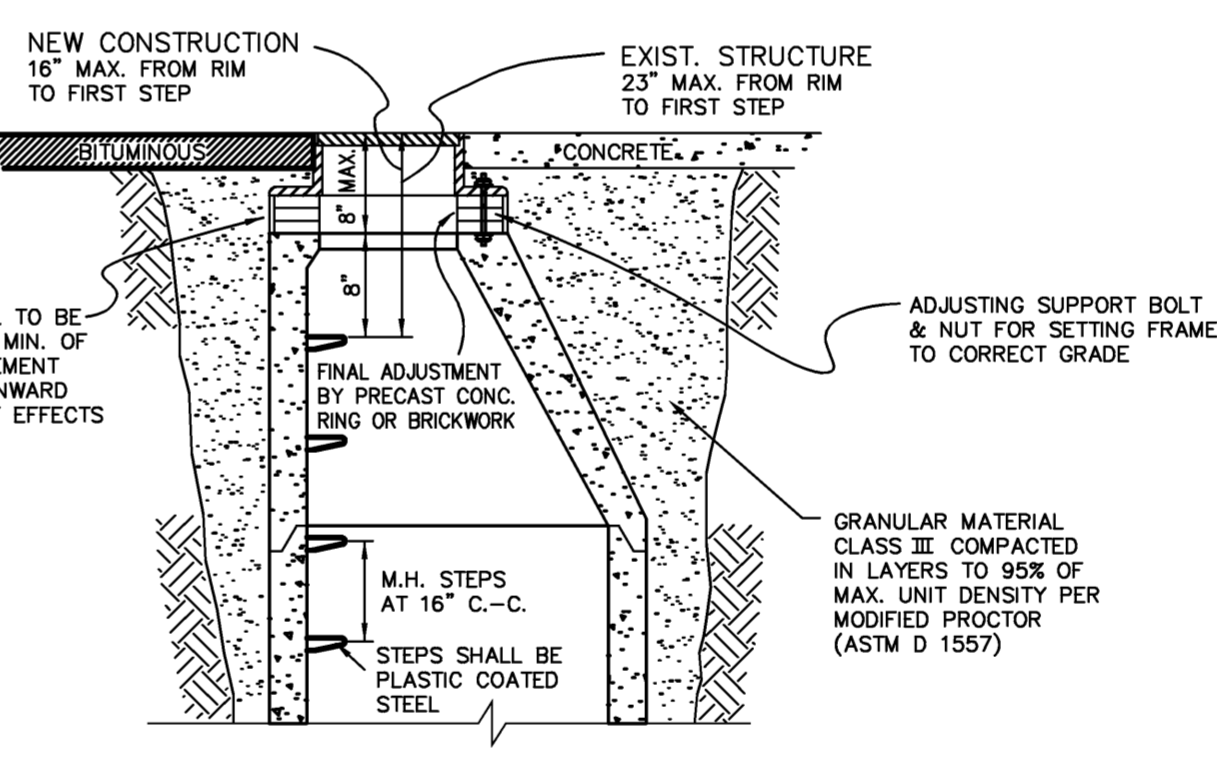 NEW CONSTRUCTION
16" MAX. FROM RIM
TO FIRST STEP
EXIST. STRUCTURE
23" MAX. FROM RIM
TO FIRST STEP
BITUMINOUS
CONCRETE
8" MAX.
8"
TO BE
MIN. OF
EFFECTS
FINAL ADJUSTMENT
BY PRECAST CONC.
RING OR BRICKWORK
ADJUSTING SUPPORT BOLT
& NUT FOR SETTING FRAME
TO CORRECT GRADE
GRANULAR MATERIAL
CLASS III COMPACTED
IN LAYERS TO 95% OF
MAX. UNIT DENSITY PER
MODIFIED PROCTOR
(ASTM D 1557)
M.H. STEPS
AT 16" C.-C.
STEPS SHALL BE
PLASTIC COATED
STEEL